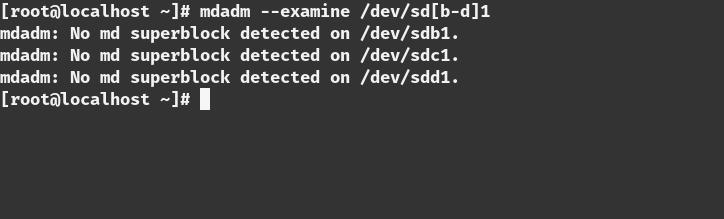 [root@localhost ~]# mdadm --examine /dev/sd[b-d]1
mdadm: No md superblock detected on /dev/sdb1.
mdadm: No md superblock detected on /dev/sdc1.
mdadm: No md superblock detected on /dev/sdd1.
[root@localhost ~]#